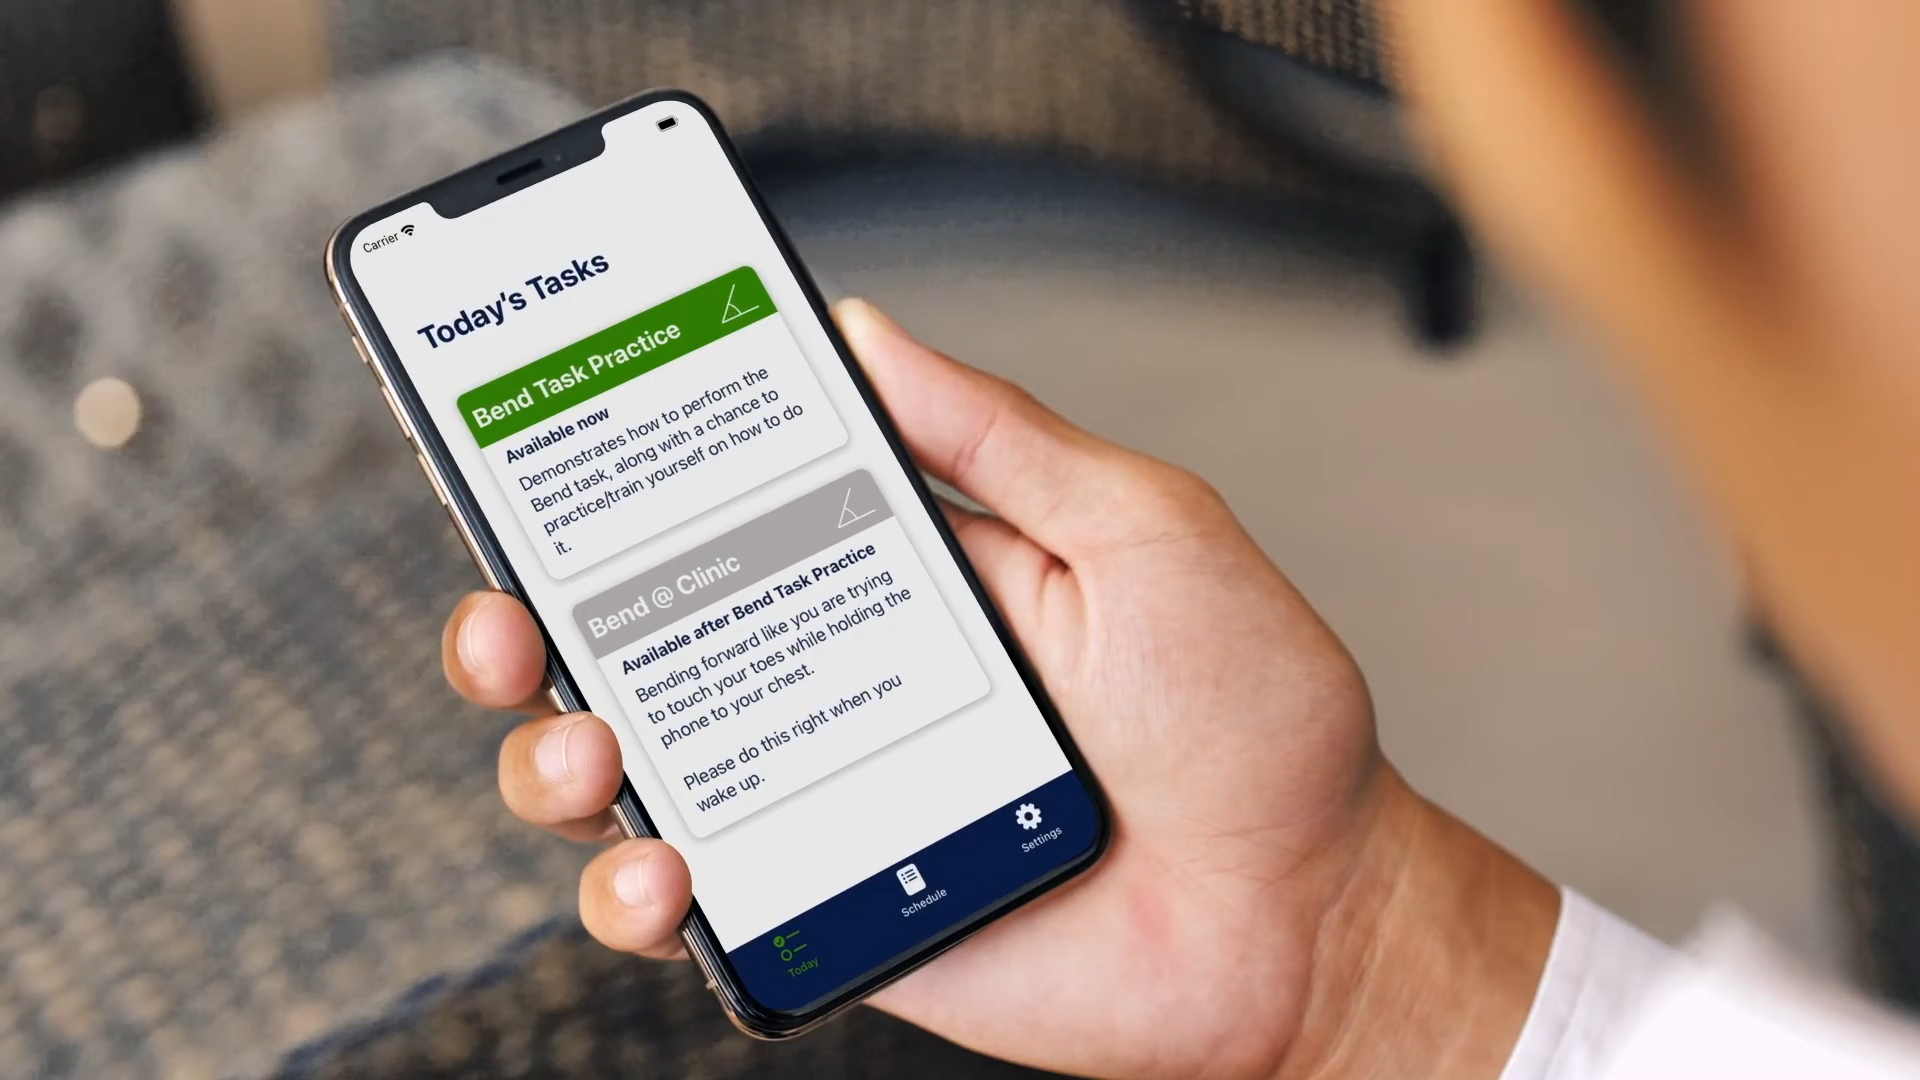 Carrier
Today's Tasks
Bend Task Practice
Available now
Demonstrates how to perform the
Bend task, along with a chance to
practice/train yourself on how to do
it.
Bend @ Clinic
Available after Bend Task Practice
Bending forward like you are trying
to touch your toes while holding the
phone to your chest.
Please do this right when you
wake up.
Today
Schedule
Settings